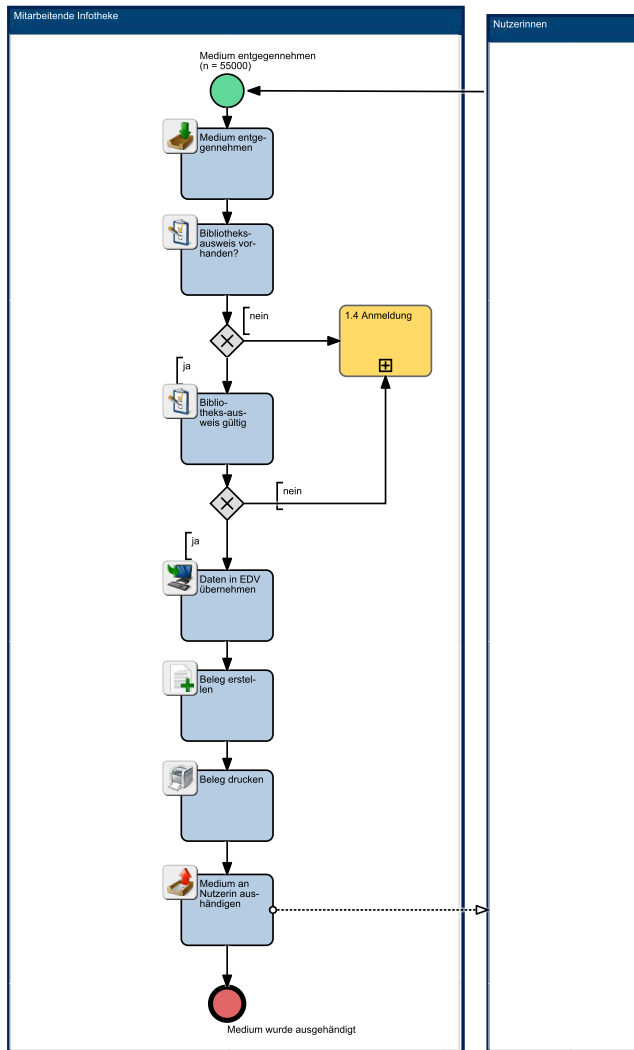 Mitarbeitende Infotheke
Nutzerinnen
Medium entgegennehmen
(n = 55000)
Medium entge-
gennehmen
Bibliotheks-
ausweis vor-
handen?
nein
1.4 Anmeldung
ja
Biblio-
theks-aus-
weis gültig
nein
ja
Daten in EDV
übernehmen
Beleg erstel-
len
Beleg drucken
Medium an
Nutzerin aus-
händigen
Medium wurde ausgehändigt